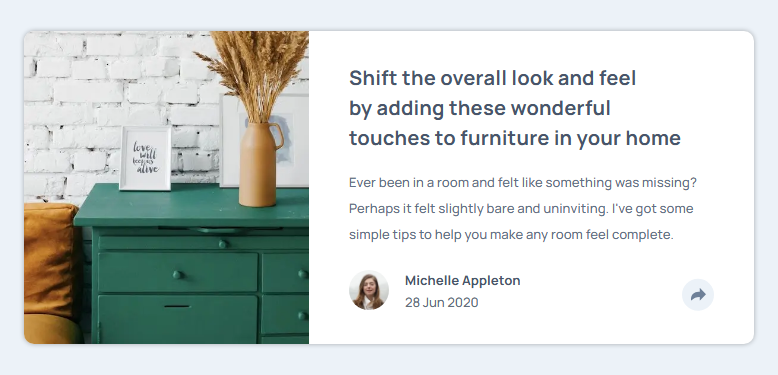 love
will
keep us
alive
Shift the overall look and feel
by adding these wonderful
touches to furniture in your home
Ever been in a room and felt like something was missing?
Perhaps it felt slightly bare and uninviting. I've got some
simple tips to help you make any room feel complete.
Michelle Appleton
28 Jun 2020